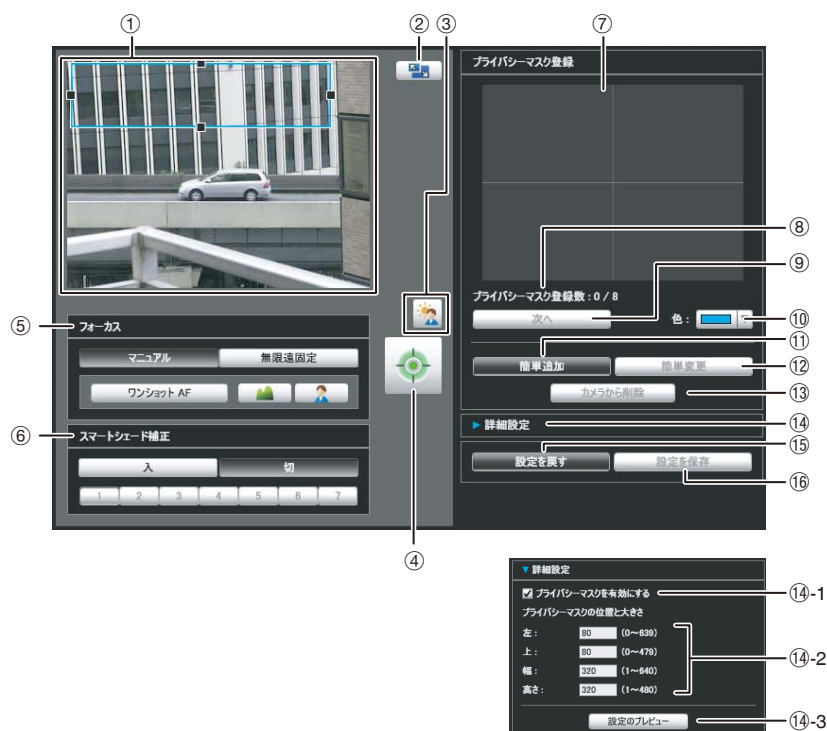 ① ② ③ ⑦
プライバシーマスク登録
⑧
⑨
プライバシーマスク登録数 : 0 / 8
次へ
色 :
⑩
⑤
フォーカス
マニュアル 無限遠固定
ワンショット AF
⑪
簡単追加 簡単変更
⑫
カメラから削除
⑬
詳細設定
⑭
⑥
スマートシェード補正
入 切
1 2 3 4 5 6 7
⑮
設定を戻す 設定を保存
⑯
④
詳細設定
プライバシーマスクを有効にする
⑭-1
プライバシーマスクの位置と大きさ
左 : 80 (0〜639)
上 : 80 (0〜479)
⑭-2
幅 : 320 (1〜640)
高さ : 320 (1〜480)
設定のプレビュー
⑭-3